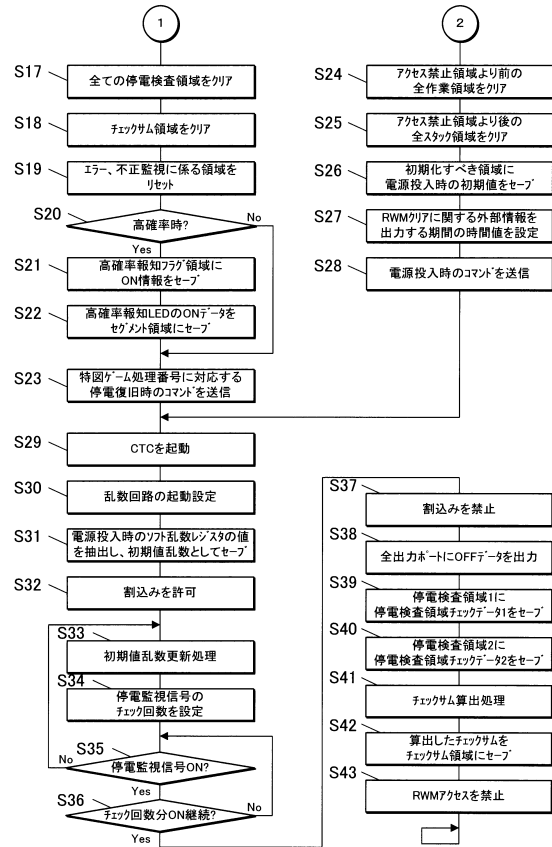 1
S17
全ての停電検査領域をクリア
S18
チェックサム領域をクリア
S19
エラー、不正監視に係る領域を
リセット
S20
高確率時?
No
Yes
S21
高確率報知フラグ領域に
ON情報をセーブ
S22
高確率報知LEDのONデータを
セグメント領域にセーブ
S23
特図ゲーム処理番号に対応する
停電復旧時のコマンドを送信
2
S24
アクセス禁止領域より前の
全作業領域をクリア
S25
アクセス禁止領域より後の
全スタック領域をクリア
S26
初期化すべき領域に
電源投入時の初期値をセーブ
S27
RWMクリアに関する外部情報を
出力する期間の時間値を設定
S28
電源投入時のコマンドを送信
S29
CTCを起動
S30
乱数回路の起動設定
S31
電源投入時のソフト乱数レジスタの値
を抽出し、初期値乱数としてセーブ
S32
割込みを許可
S33
初期値乱数更新処理
S34
停電監視信号の
チェック回数を設定
S35
停電監視信号ON?
No
Yes
S36
チェック回数分ON継続?
No
Yes
S37
割込みを禁止
S38
全出力ポートにOFFデータを出力
S39
停電検査領域1に
停電検査領域チェックデータ1をセーブ
S40
停電検査領域2に
停電検査領域チェックデータ2をセーブ
S41
チェックサム算出処理
S42
算出したチェックサムを
チェックサム領域にセーブ
S43
RWMアクセスを禁止